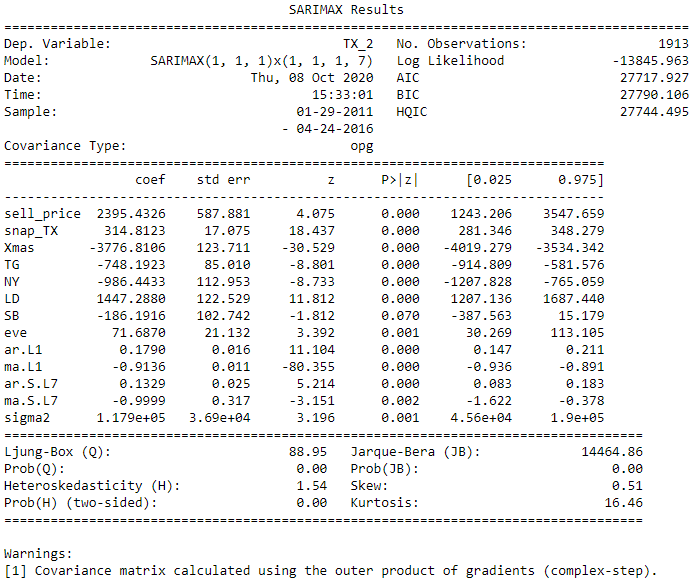 SARIMAX Results
==============================================================================
Dep. Variable: TX_2 No. Observations: 1913
Model: SARIMAX(1, 1, 1)x(1, 1, 1, 7) Log Likelihood -13845.963
Date: Thu, 08 Oct 2020 AIC 27717.927
Time: 15:33:01 BIC 27790.106
Sample: 01-29-2011 HQIC 27744.495
- 04-24-2016
Covariance Type: opg
==============================================================================
coef std err z P>|z| [0.025 0.975]
------------------------------------------------------------------------------
sell_price 2395.4326 587.881 4.075 0.000 1243.206 3547.659
snap_TX 314.8123 17.075 18.437 0.000 281.346 348.279
Xmas -3776.8106 123.711 -30.529 0.000 -4019.279 -3534.342
TG -748.1923 85.010 -8.801 0.000 -914.809 -581.576
NY -986.4433 112.953 -8.733 0.000 -1207.828 -765.059
LD 1447.2880 122.529 11.812 0.000 1207.136 1687.440
SB -186.1916 102.742 -1.812 0.070 -387.563 15.179
eve 71.6870 21.132 3.392 0.001 30.269 113.105
ar.L1 0.1790 0.016 11.104 0.000 0.147 0.211
ma.L1 -0.9136 0.011 -80.355 0.000 -0.936 -0.891
ar.S.L7 0.1329 0.025 5.214 0.000 0.083 0.183
ma.S.L7 -0.9999 0.317 -3.151 0.002 -1.622 -0.378
sigma2 1.179e+05 3.69e+04 3.196 0.001 4.56e+04 1.9e+05
==============================================================================
Ljung-Box (Q): 88.95 Jarque-Bera (JB): 14464.86
Prob(Q): 0.00 Prob(JB): 0.00
Heteroskedasticity (H): 1.54 Skew: 0.51
Prob(H) (two-sided): 0.00 Kurtosis: 16.46
==============================================================================
Warnings:
[1] Covariance matrix calculated using the outer product of gradients (complex-step).